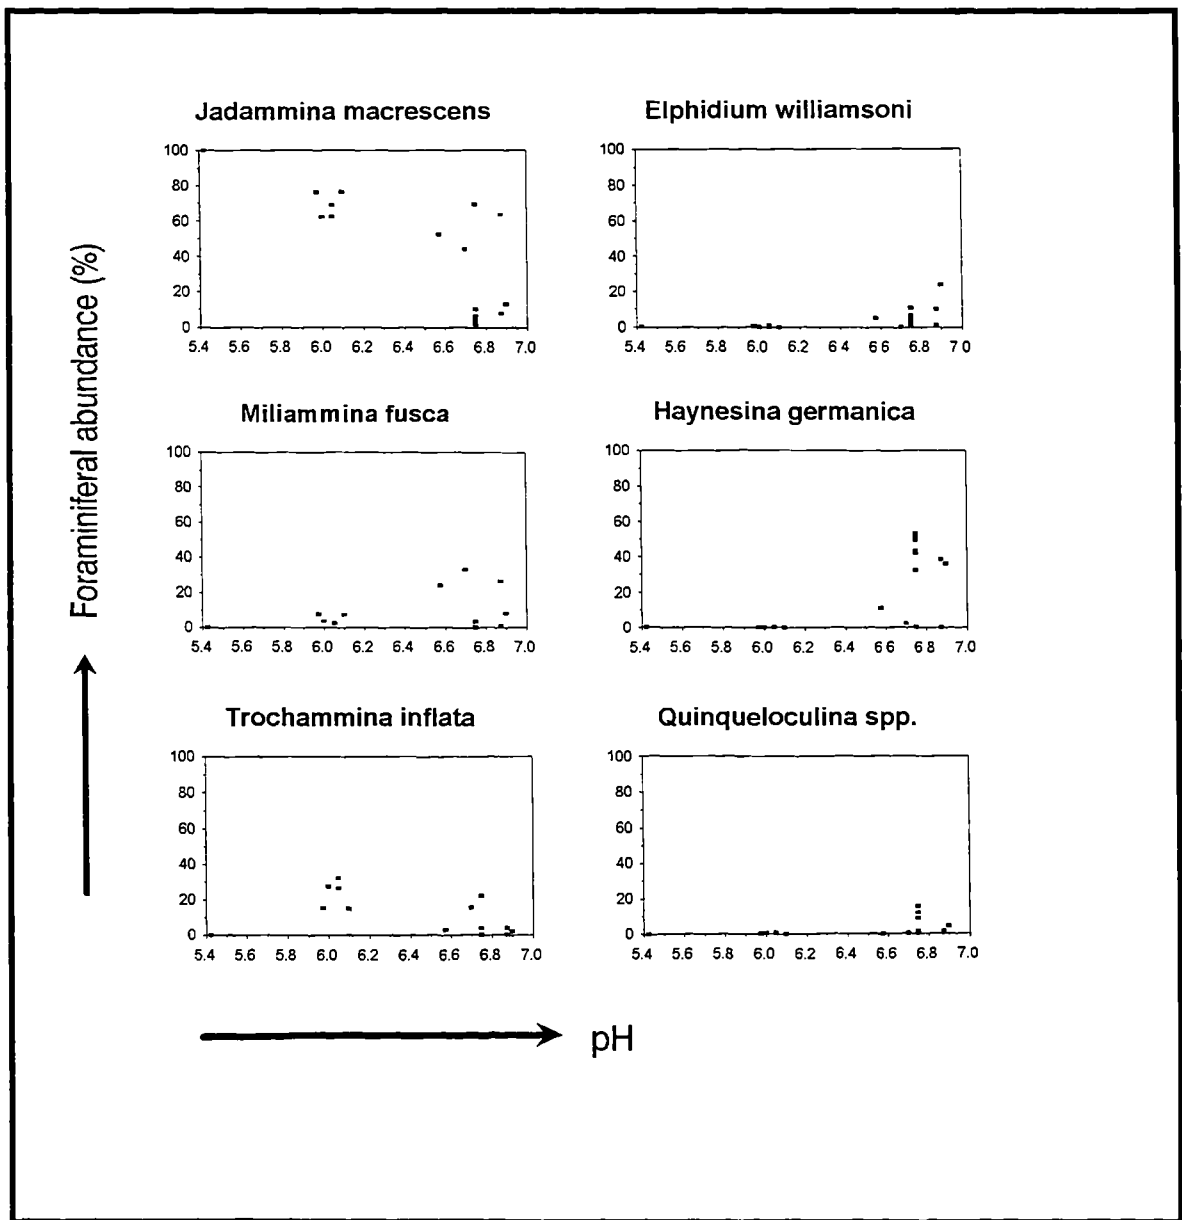 Jadammina macrescens
Elphidium williamsoni
100
80
60
40
20
0
5.4 5.6 5.8 6.0 6.2 6.4 6.6 6.8 7.0
100
80
60
40
20
0
5.4 5.6 5.8 6.0 6.2 6.4 6 6 6.8 7 0
Miliammina fusca
Haynesina germanica
100
80
60
40
20
0
5.4 5.6 5.8 6.0 6.2 6.4 6.6 6.8 7.0
100
80
60
40
20
0
5.4 5.6 5.8 6.0 6.2 6.4 6 6 6 8 7.0
Trochammina inflata
Quinqueloculina spp.
100
80
60
40
20
0
5.4 5.6 5.8 6.0 6.2 6.4 6.6 6.8 7.0
100
80
60
40
20
0
5.4 5.6 5.8 6.0 6.2 6.4 6.6 6.8 7.0
Foraminiferal abundance (%)
pH